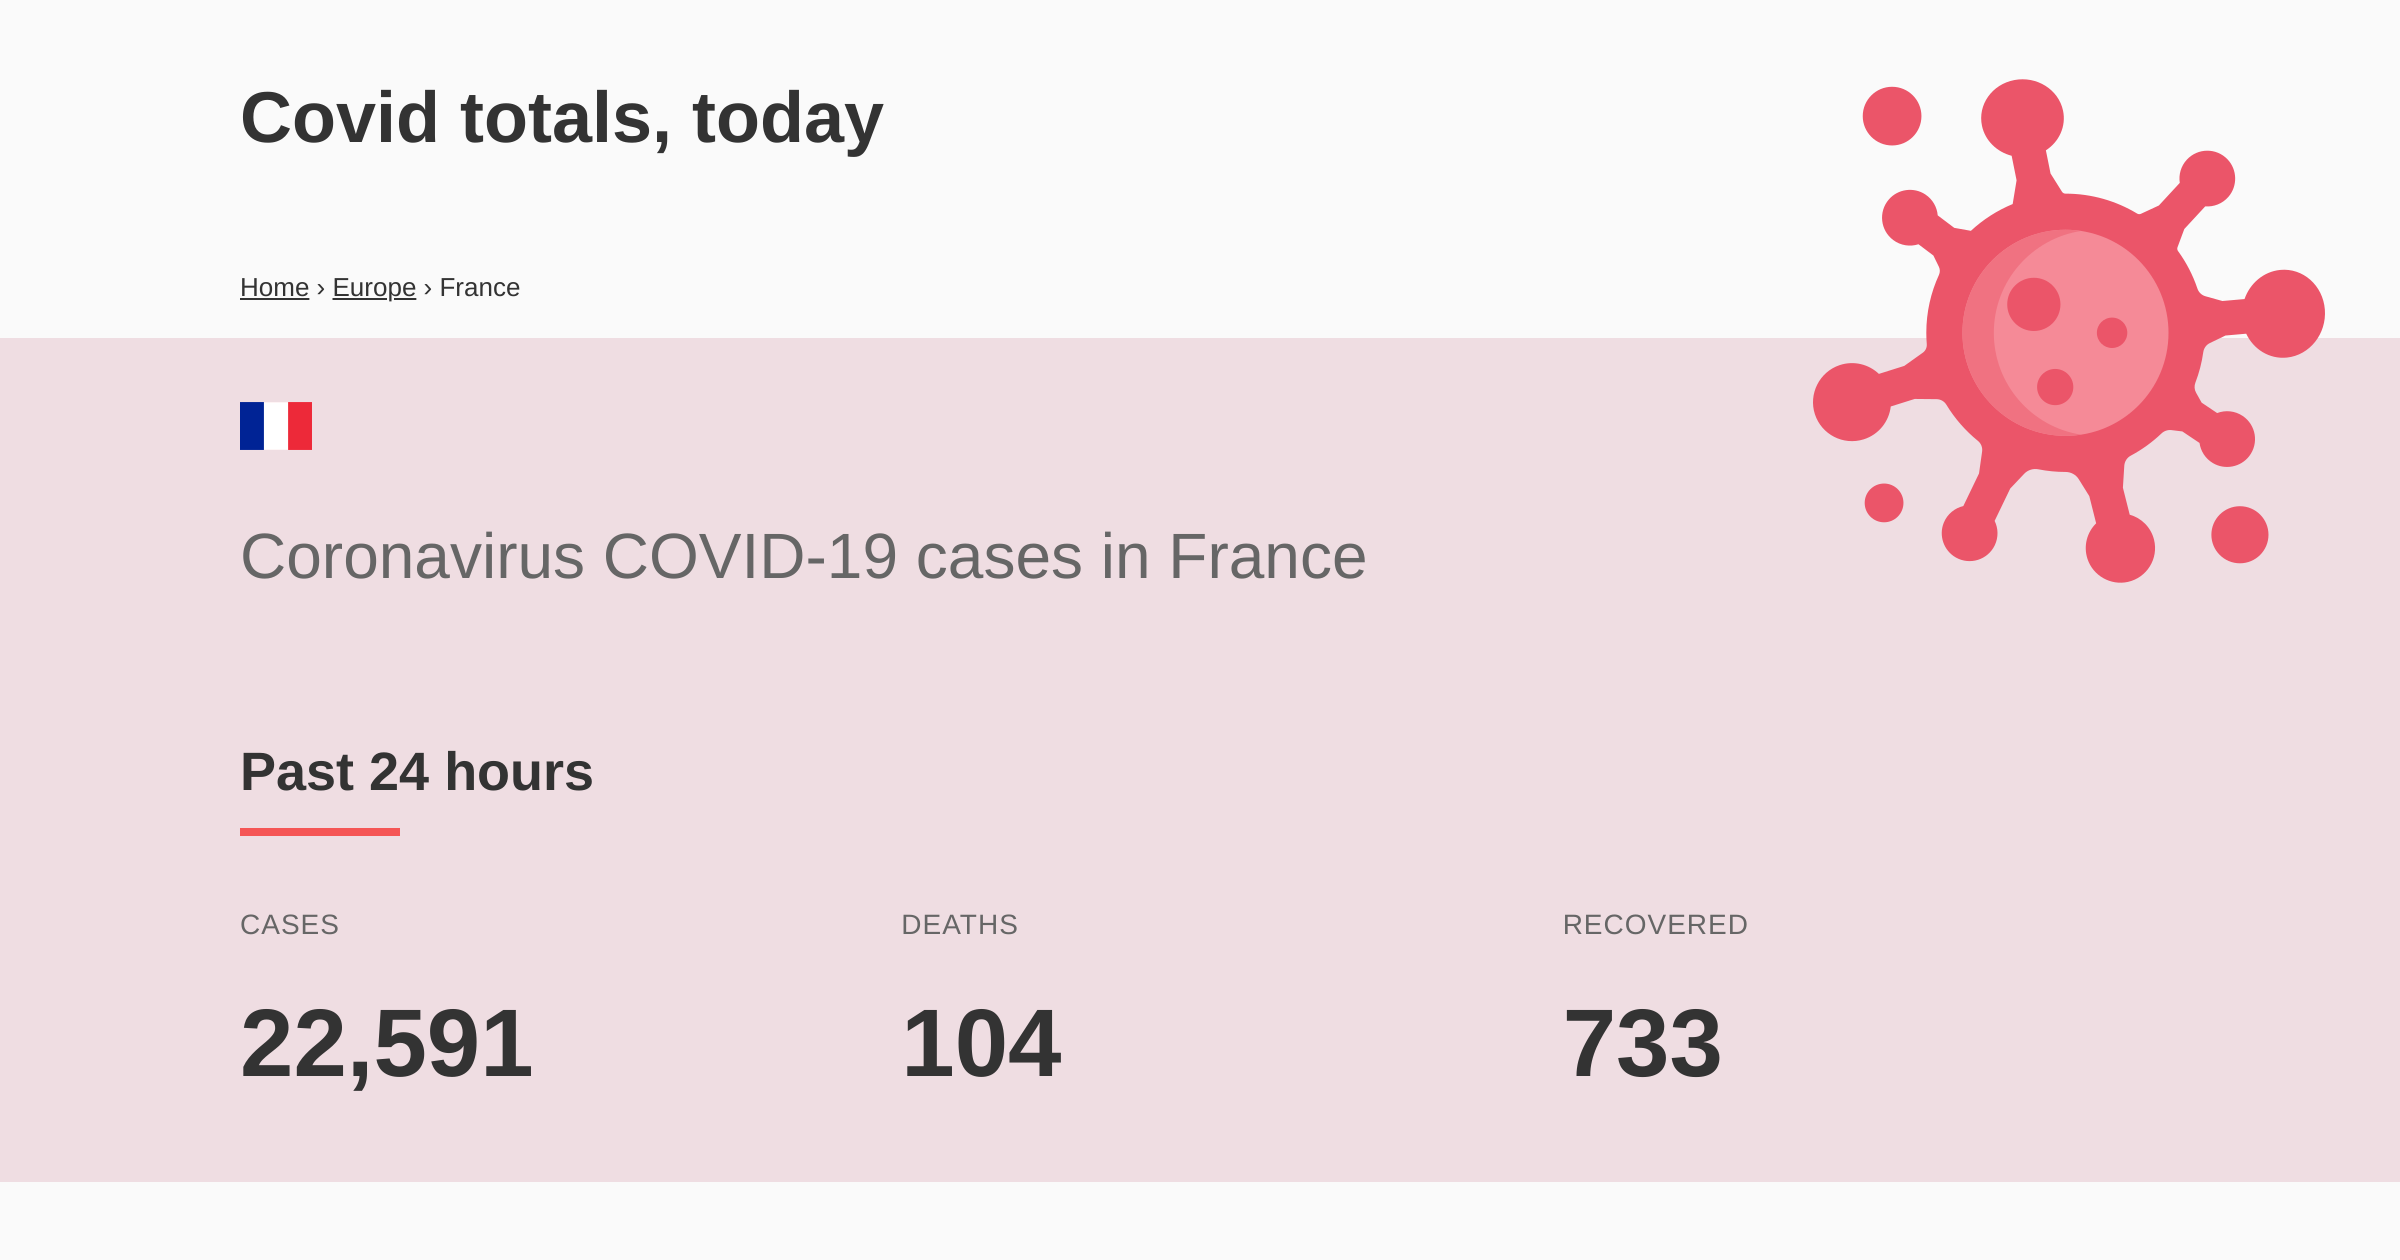 Covid totals, today
Home › Europe › France
Coronavirus COVID-19 cases in France
Past 24 hours
CASES DEATHS RECOVERED
22,591 104 733